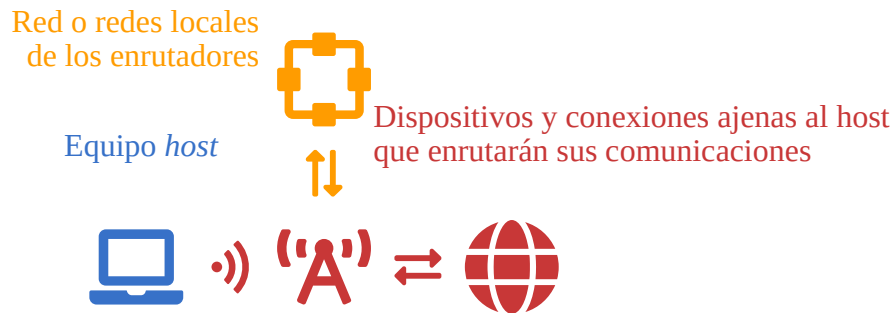 Red o redes locales
de los enrutadores
Dispositivos y conexiones ajenas al host
que enrutarán sus comunicaciones
Equipo host